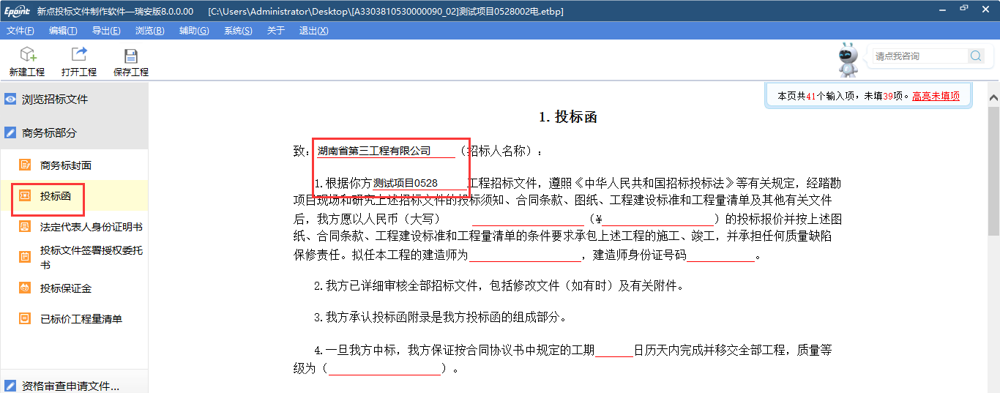 Epoint 新点投标文件制作软件—瑞安版8.0.0.00 [C:\Users\Administrator\Desktop\[A3303810530000090_02]测试项目0528002电.etbp]
文件(F) 编辑(T) 导出(E) 浏览(B) 辅助(G) 系统(S) 关于 退出(X)
新建工程 打开工程 保存工程
请点我咨询
浏览招标文件
商务标部分
商务标封面
投标函
法定代表人身份证明书
投标文件签署授权委托
书
投标保证金
已标价工程量清单
资格审查申请文件...
本页共41个输入项，未填39项。高亮未填项
1. 投标函
致：湖南省第三工程有限公司（招标人名称）：
1.根据你方测试项目0528工程招标文件，遵照《中华人民共和国招标投标法》等有关规定，经踏勘
项目现场和研究上述招标文件的投标须知、合同条款、图纸、工程建设标准和工程量清单及其他有关文件
后，我方愿以人民币（大写）（¥）的投标报价并按上述图
纸、合同条款、工程建设标准和工程量清单的条件要求承包上述工程的施工、竣工，并承担任何质量缺陷
保修责任。拟任本工程的建造师为，建造师身份证号码。
2.我方已详细审核全部招标文件，包括修改文件（如有时）及有关附件。
3.我方承认投标函附录是我方投标函的组成部分。
4.一旦我方中标，我方保证按合同协议书中规定的工期日历天内完成并移交全部工程，质量等
级为（）。